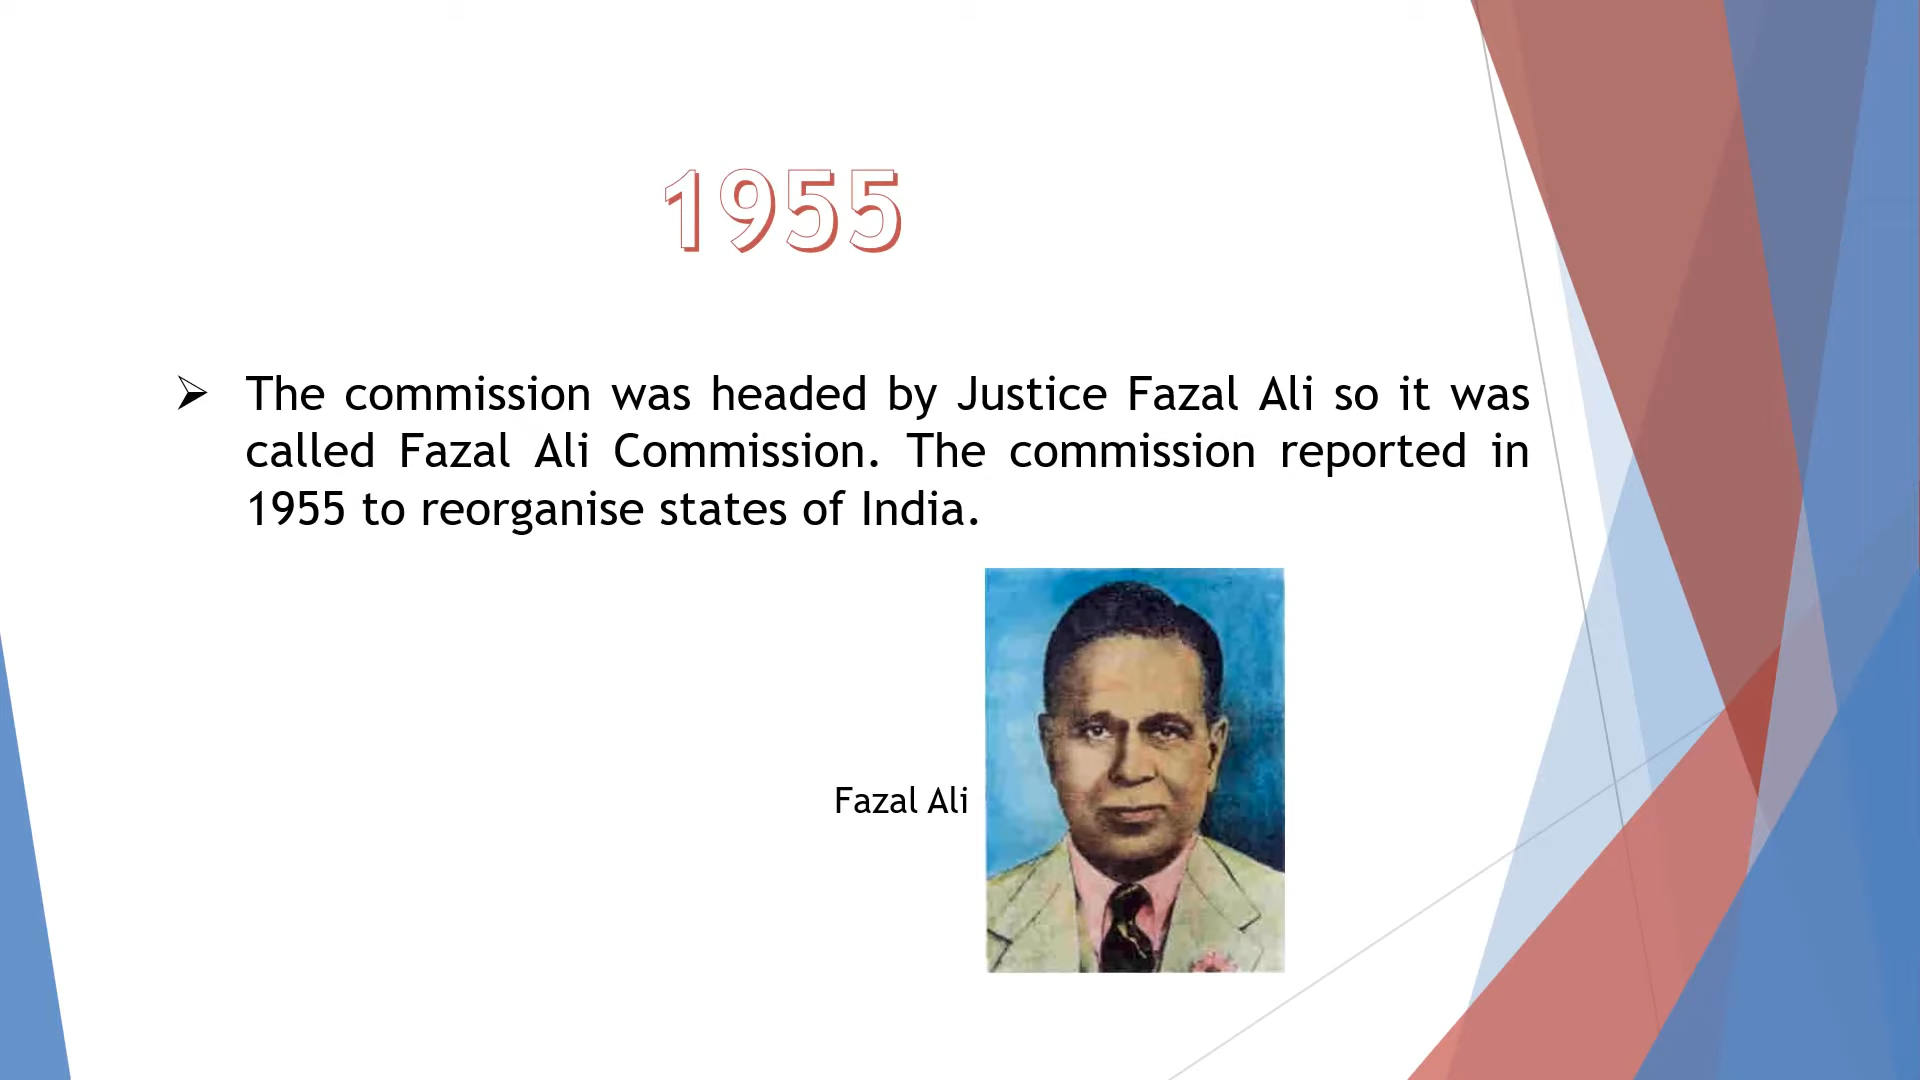 1955
The commission was headed by Justice Fazal Ali so it was
called Fazal Ali Commission. The commission reported in
1955 to reorganise states of India.
Fazal Ali